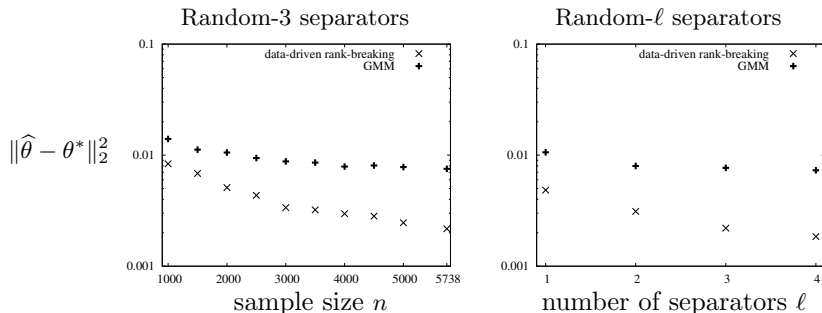 Random-3 separators
0.1
data-driven rank-breaking
GMM
0.01
0.001
1000
2000
3000
4000
5000
5738
sample size n
‖θ̂ − θ*‖₂²
Random-ℓ separators
0.1
data-driven rank-breaking
GMM
0.01
0.001
1
2
3
4
number of separators ℓ